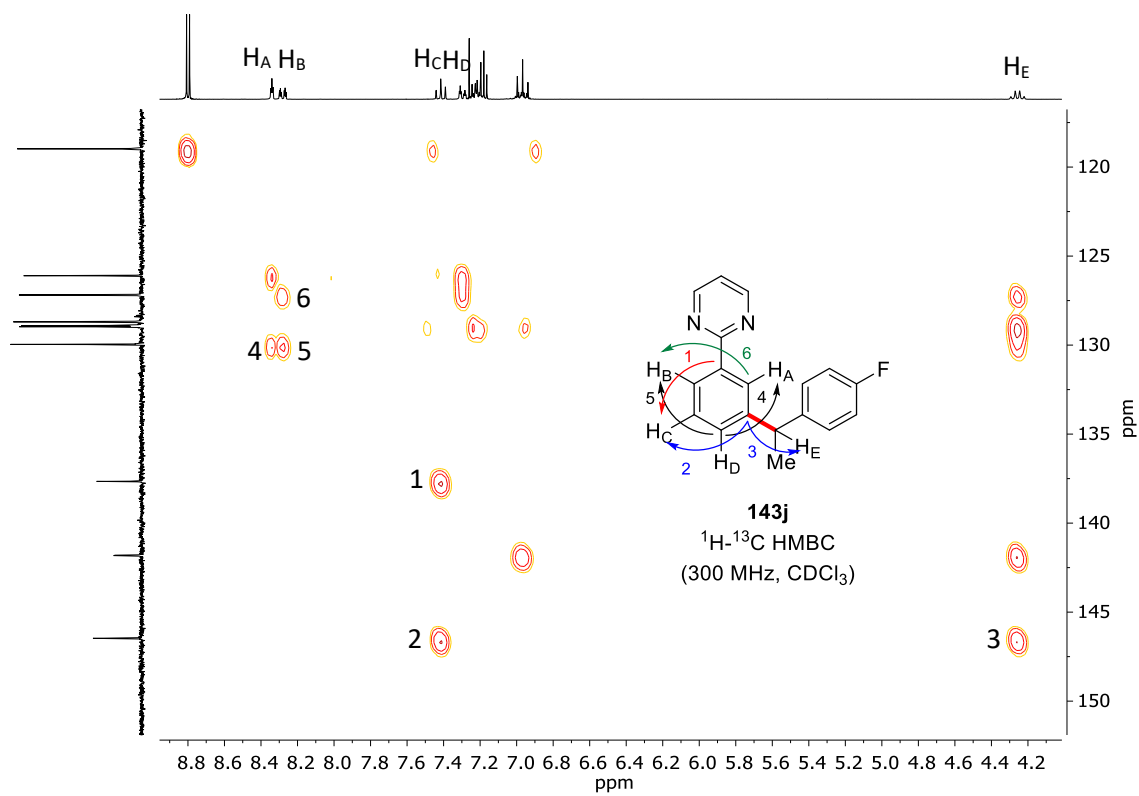 HA HB HC HD HE
120
125
130
135
140
145
150
ppm
6
4 5
1
2 3
N N
F
HB HA
HC HE
HD Me
1 6
5 4
2 3
143j
¹H-¹³C HMBC
(300 MHz, CDCl₃)
8.8 8.6 8.4 8.2 8.0 7.8 7.6 7.4 7.2 7.0 6.8 6.6 6.4 6.2 6.0 5.8 5.6 5.4 5.2 5.0 4.8 4.6 4.4 4.2
ppm